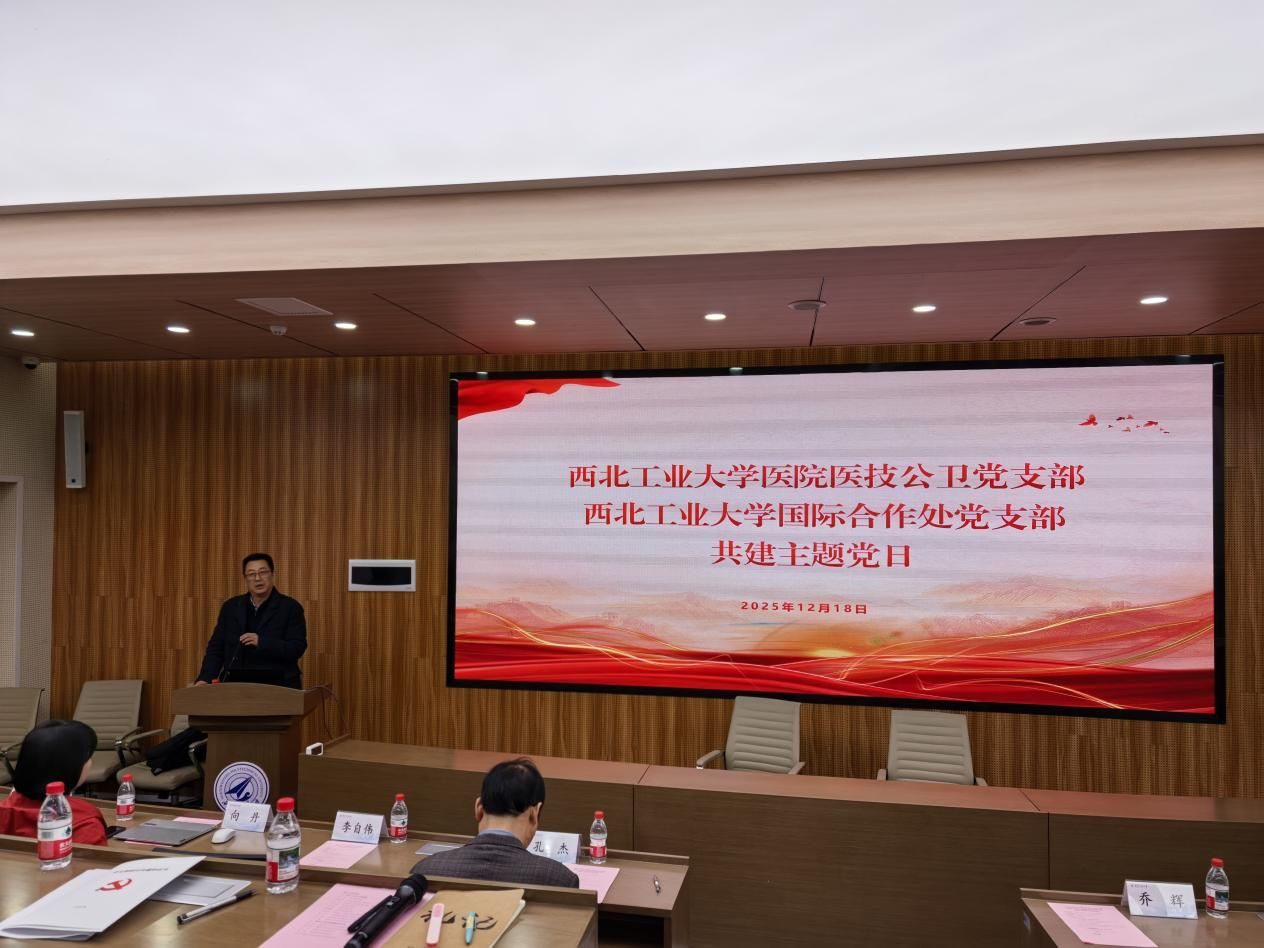 西北工业大学医院医技公卫党支部
西北工业大学国际合作处党支部
共建主题党日
2025年12月18日
向 丹
李自伟
孔 杰
乔 辉